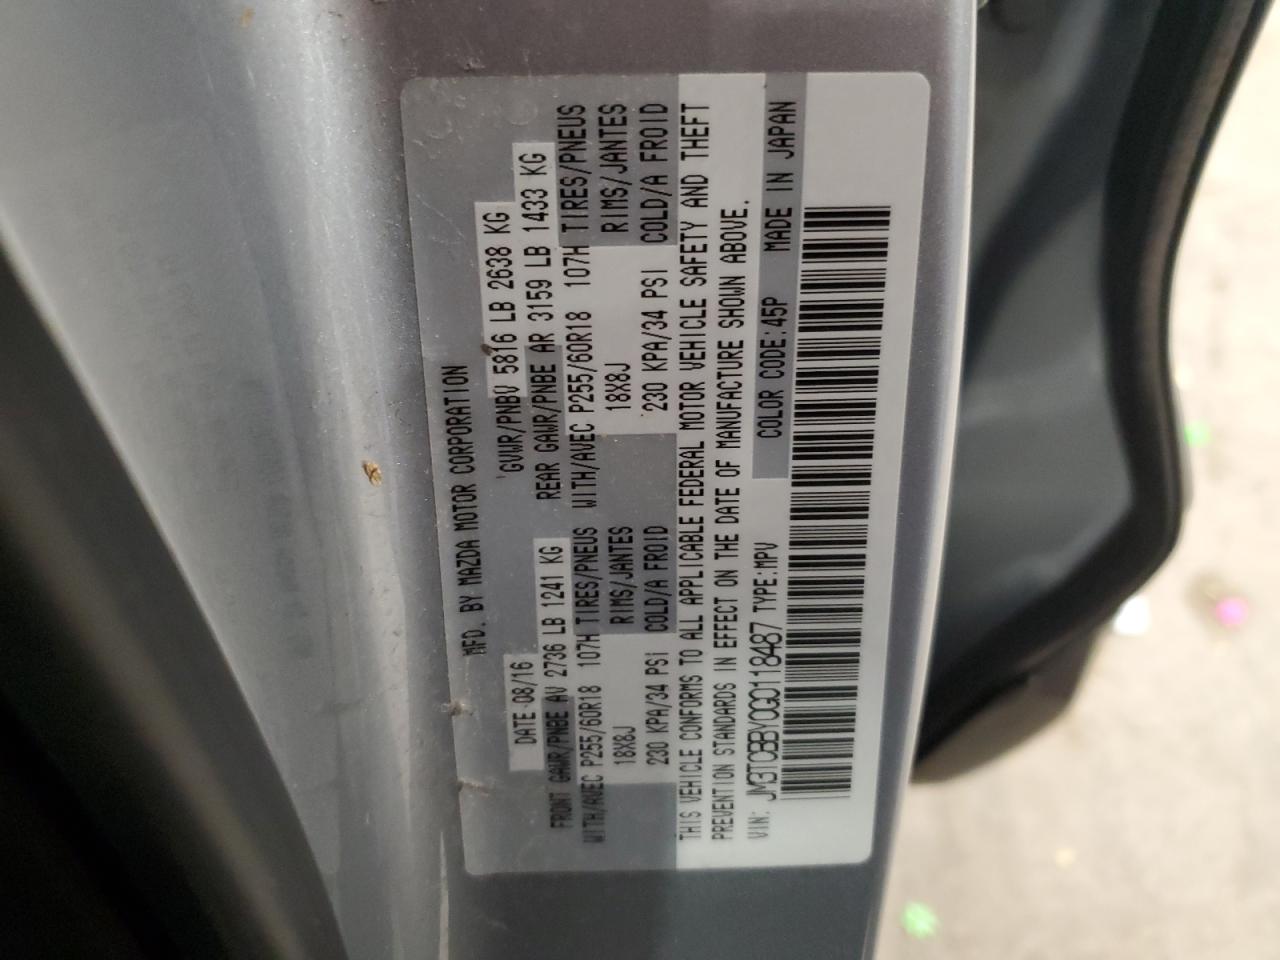 MFD. BY MAZDA MOTOR CORPORATION
DATE 08/16 GVWR/PNBV 5816 LB 2638 KG
FRONT GAWR/PNBE AV 2736 LB 1241 KG REAR GAWR/PNBE AR 3159 LB 1433 KG
WITH/AVEC P255/60R18 107H TIRES/PNEUS WITH/AVEC P255/60R18 107H TIRES/PNEUS
18X8J RIMS/JANTES 18X8J RIMS/JANTES
230 KPA/34 PSI COLD/A FROID 230 KPA/34 PSI COLD/A FROID
THIS VEHICLE CONFORMS TO ALL APPLICABLE FEDERAL MOTOR VEHICLE SAFETY AND THEFT
PREVENTION STANDARDS IN EFFECT ON THE DATE OF MANUFACTURE SHOWN ABOVE.
VIN: JM3TCBBY0G0118487 TYPE:MPV COLOR CODE:45P MADE IN JAPAN